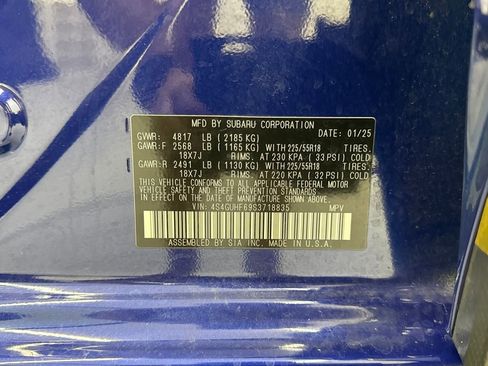 MFD BY SUBARU CORPORATION DATE: 01/25
GVWR: 4817 LB (2185 KG)
GAWR:F 2568 LB (1165 KG) WITH 225/55R18 TIRES.
18X7J RIMS. AT 230 KPA (33 PSI) COLD
GAWR:R 2491 LB (1130 KG) WITH 225/55R18 TIRES.
18X7J RIMS. AT 220 KPA (32 PSI) COLD
THIS VEHICLE CONFORMS TO ALL APPLICABLE FEDERAL MOTOR
VEHICLE SAFETY AND THEFT PREVENTION
STANDARDS IN EFFECT ON THE DATE OF MANUFACTURE SHOWN ABOVE.
VIN: 4S4GUHF69S3718835 MPV
ASSEMBLED BY SIA INC. MADE IN U.S.A.